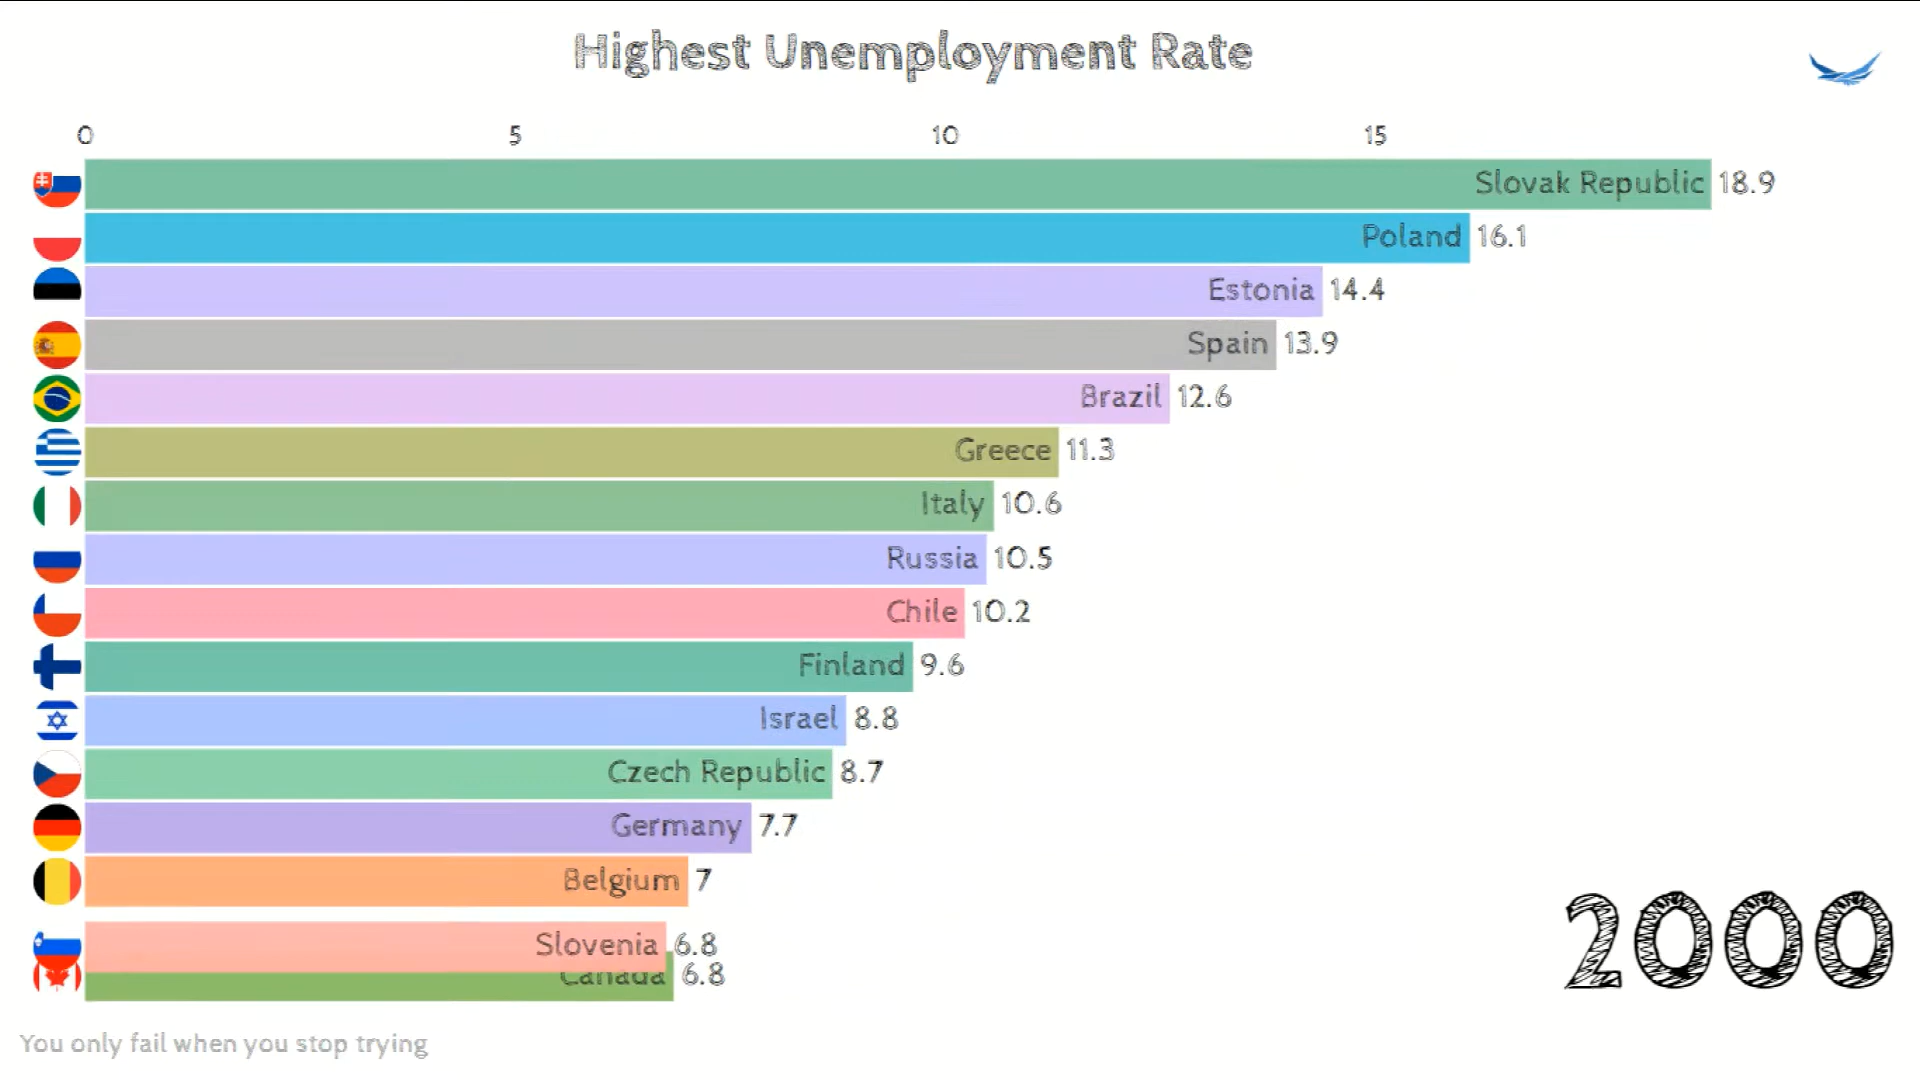 Highest Unemployment Rate
0 5 10 15
Slovak Republic 18.9
Poland 16.1
Estonia 14.4
Spain 13.9
Brazil 12.6
Greece 11.3
Italy 10.6
Russia 10.5
Chile 10.2
Finland 9.6
Israel 8.8
Czech Republic 8.7
Germany 7.7
Belgium 7
Slovenia 6.8
Canada 6.8
2000
You only fail when you stop trying